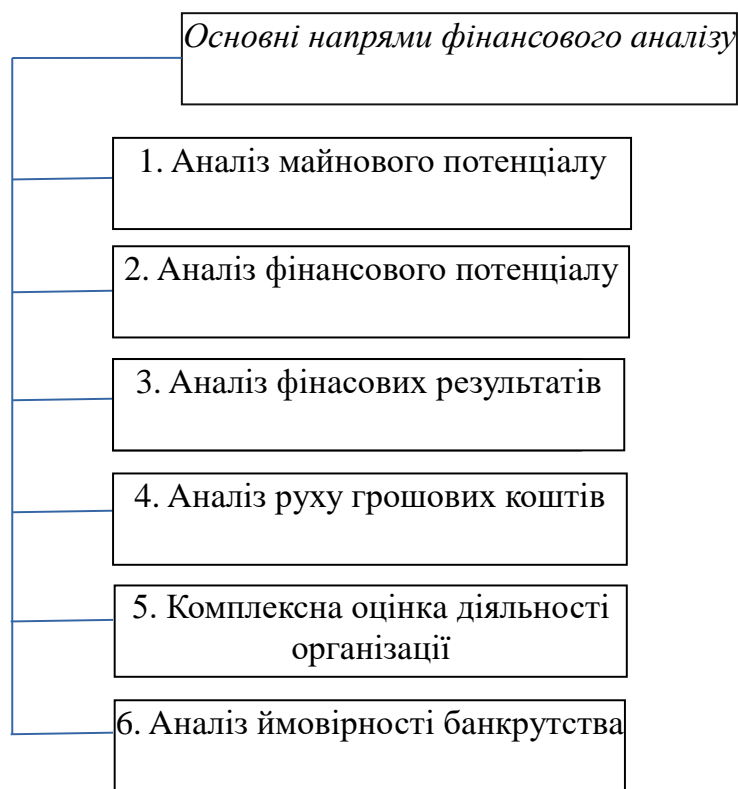 Основні напрями фінансового аналізу
1. Аналіз майнового потенціалу
2. Аналіз фінансового потенціалу
3. Аналіз фінасових результатів
4. Аналіз руху грошових коштів
5. Комплексна оцінка діяльності
організації
6. Аналіз ймовірності банкрутства